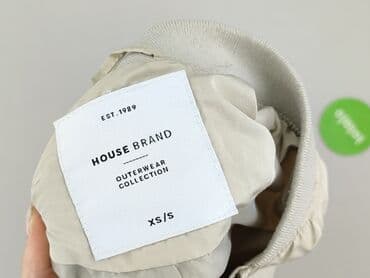 EST. 1989
HOUSE BRAND
OUTERWEAR
COLLECTION
XS/S